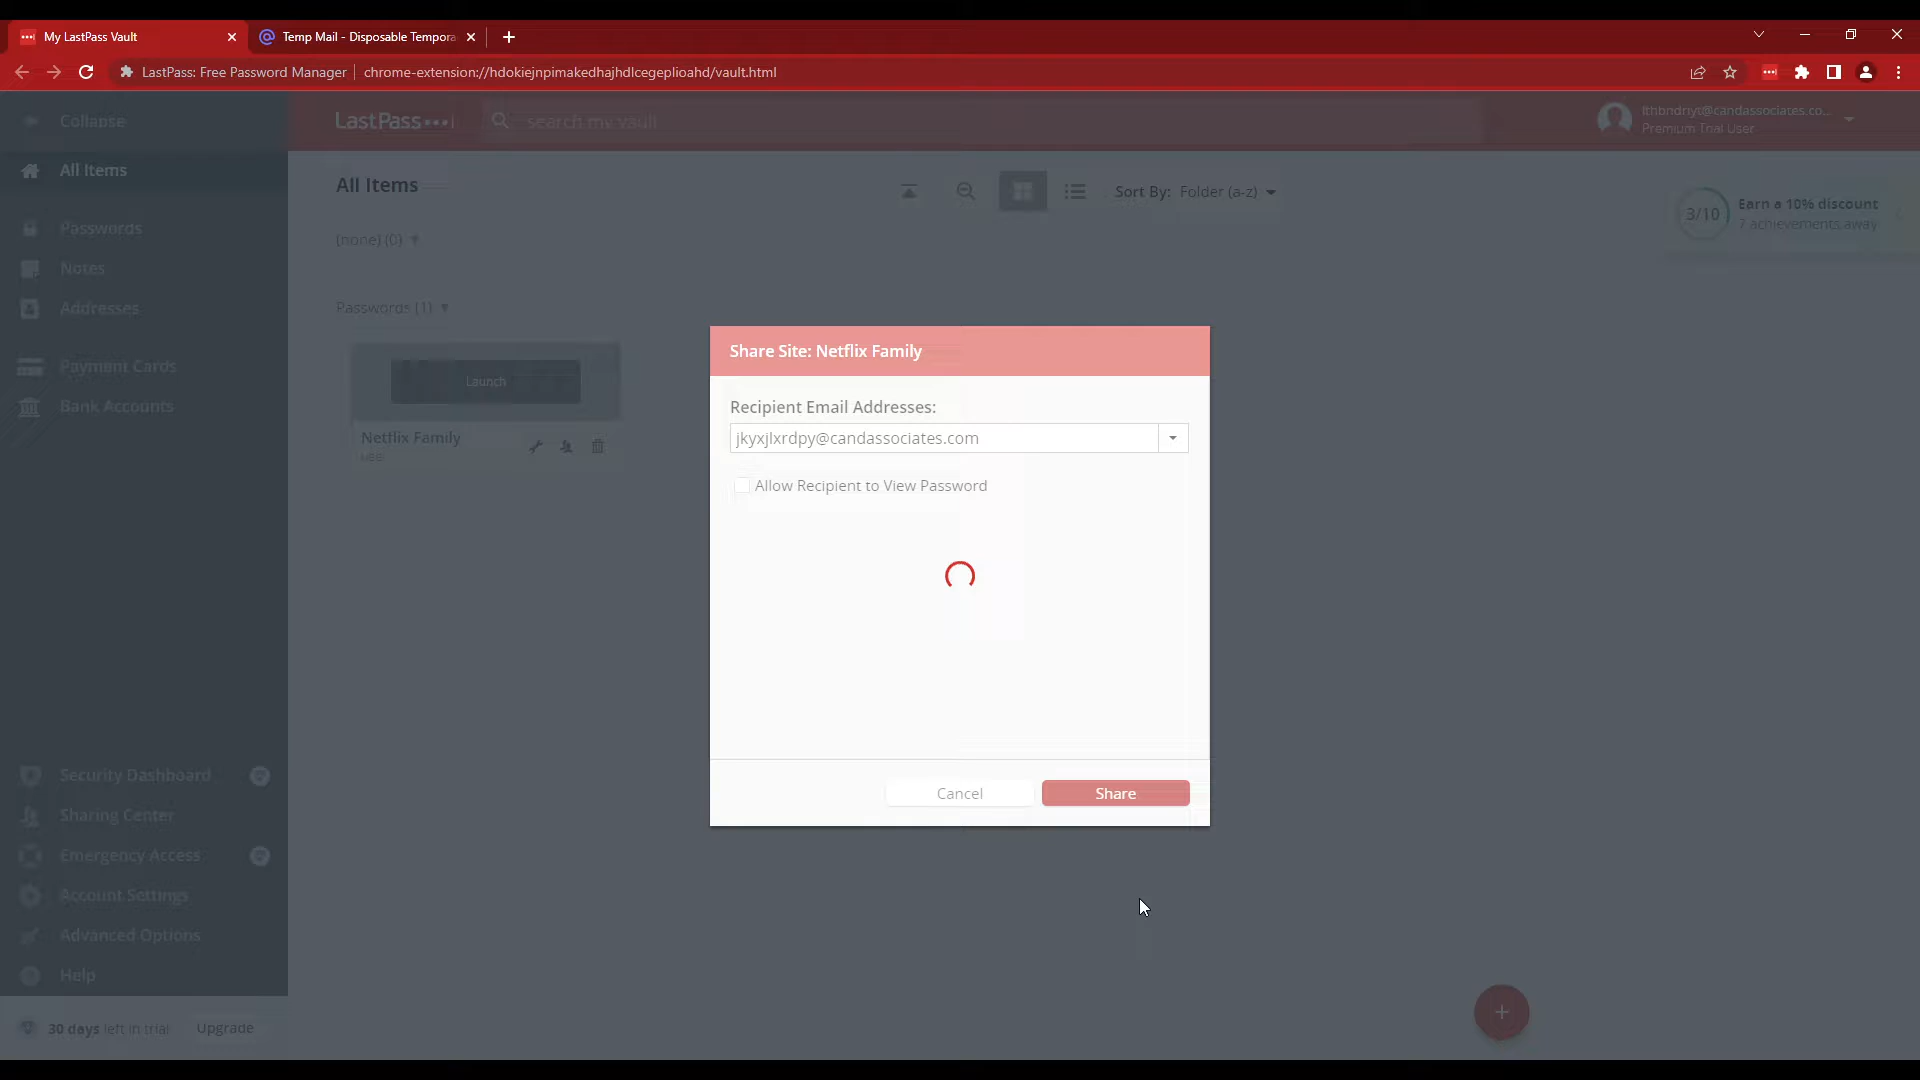 My LastPass Vault
Temp Mail - Disposable Tempora
LastPass: Free Password Manager
chrome-extension://hdokiejnpimakedhajhdlcegeplioahd/vault.html
Collapse
LastPass
search my vault
lthbndriyt@candassociates.co...
Premium Trial User
All Items
All Items
Sort By: Folder (a-z)
3/10
Earn a 10% discount
7 achievements away
Passwords
Notes
Addresses
Payment Cards
Bank Accounts
(none) (0)
Passwords (1)
Launch
Netflix Family
Share Site: Netflix Family
Recipient Email Addresses:
jkyxjlxrdpy@candassociates.com
Allow Recipient to View Password
Cancel
Share
Security Dashboard
Sharing Center
Emergency Access
Account Settings
Advanced Options
Help
30 days left in trial
Upgrade